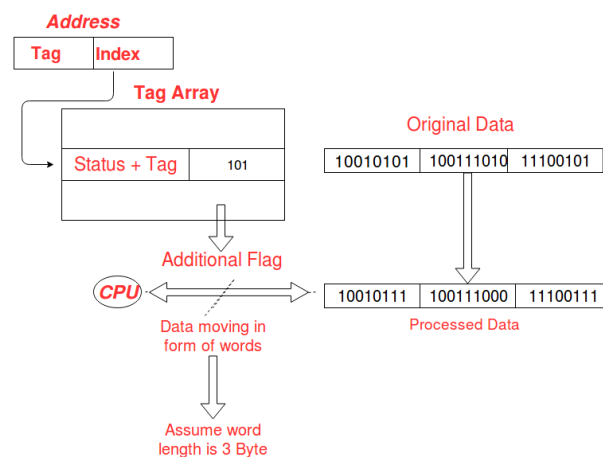 Address
Tag Index
Tag Array
Status + Tag 101
Original Data
10010101 100111010 11100101
Additional Flag
CPU
10010111 100111000 11100111
Processed Data
Data moving in
form of words
Assume word
length is 3 Byte